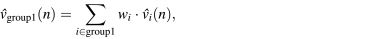 v̂_group1(n) = ∑_{i∈group1} w_i · v̂_i(n),